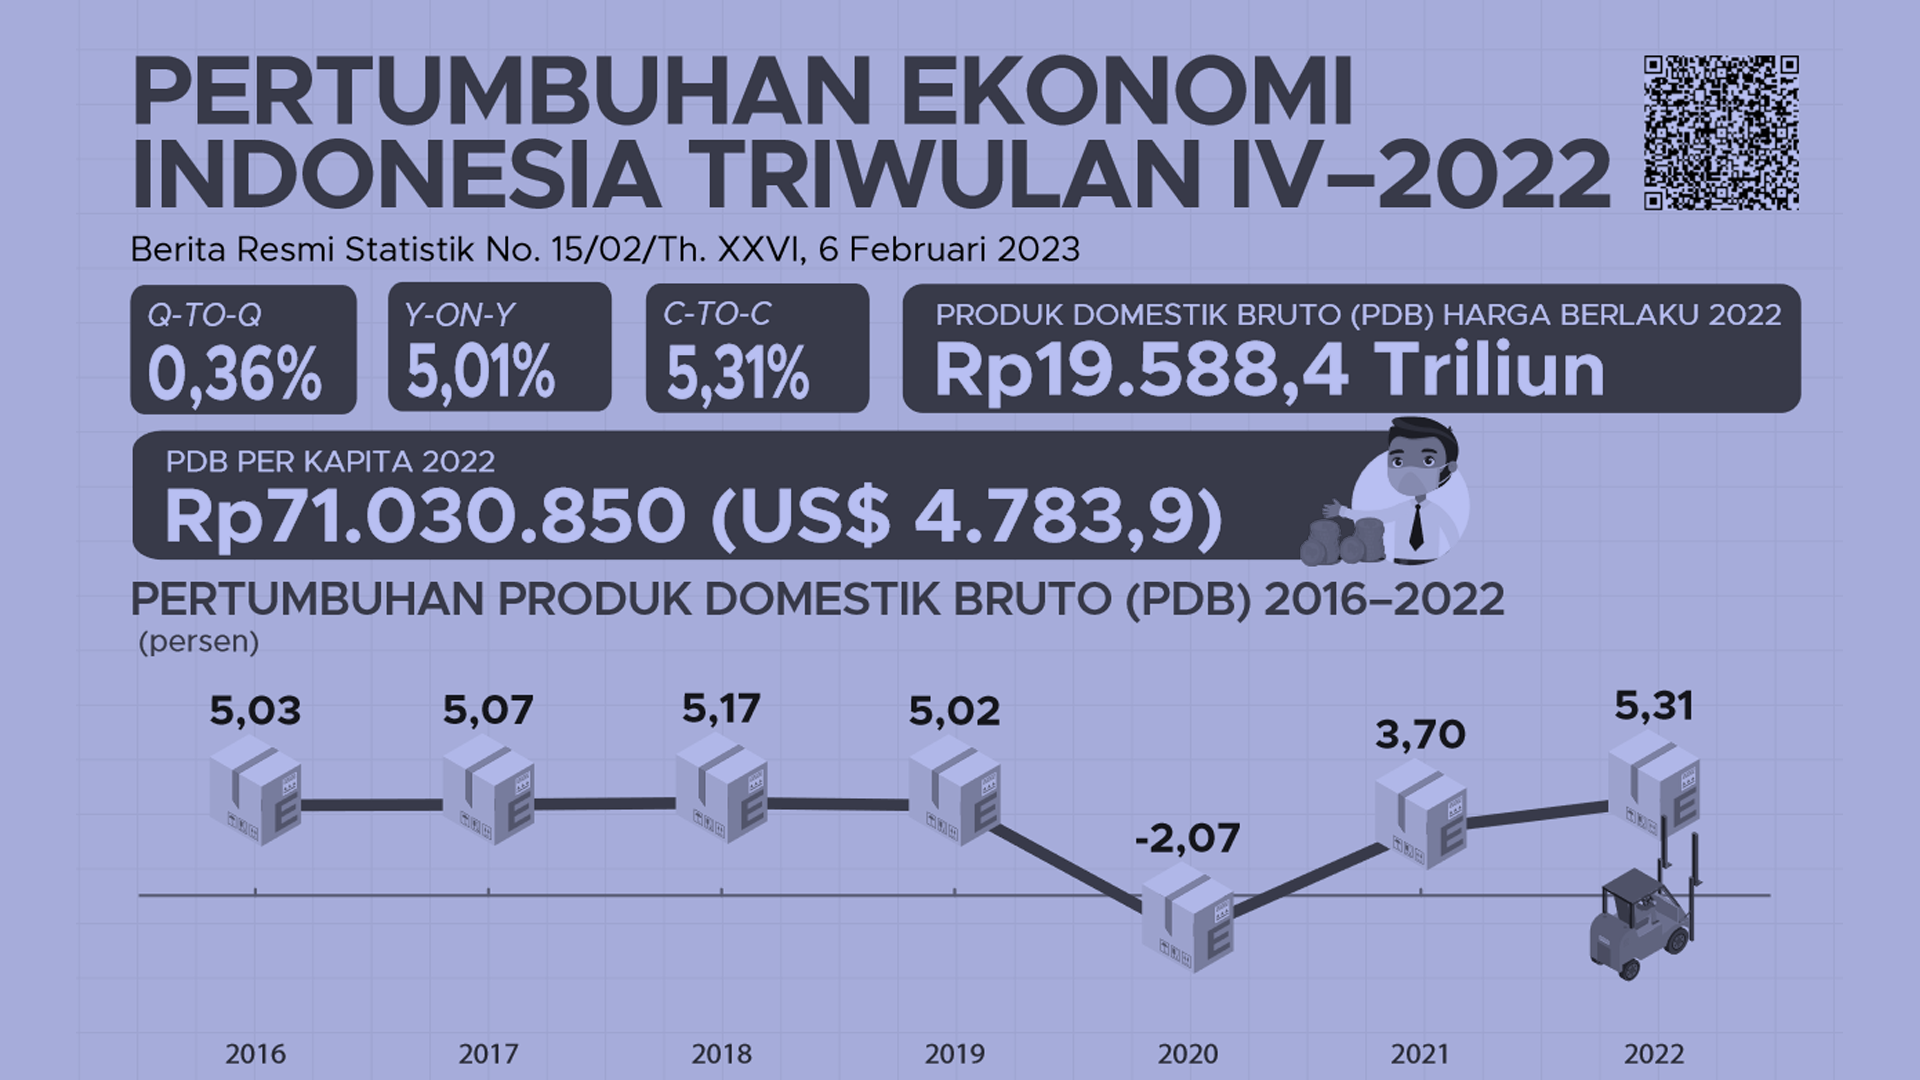 PERTUMBUHAN EKONOMI
INDONESIA TRIWULAN IV–2022
Berita Resmi Statistik No. 15/02/Th. XXVI, 6 Februari 2023
Q-TO-Q
0,36%
Y-ON-Y
5,01%
C-TO-C
5,31%
PRODUK DOMESTIK BRUTO (PDB) HARGA BERLAKU 2022
Rp19.588,4 Triliun
PDB PER KAPITA 2022
Rp71.030.850 (US$ 4.783,9)
PERTUMBUHAN PRODUK DOMESTIK BRUTO (PDB) 2016–2022
(persen)
5,03
5,07
5,17
5,02
-2,07
3,70
5,31
E
E
E
E
E
E
E
2016
2017
2018
2019
2020
2021
2022